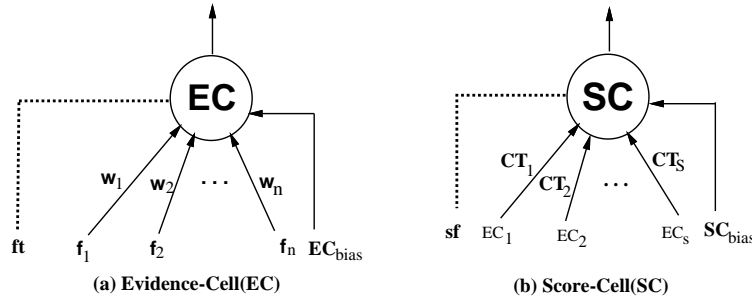 EC
SC
w1 w2 ... wn
CT1 CT2 ... CTS
ft f1 f2 fn ECbias
sf EC1 EC2 ECs SCbias
(a) Evidence-Cell(EC)
(b) Score-Cell(SC)